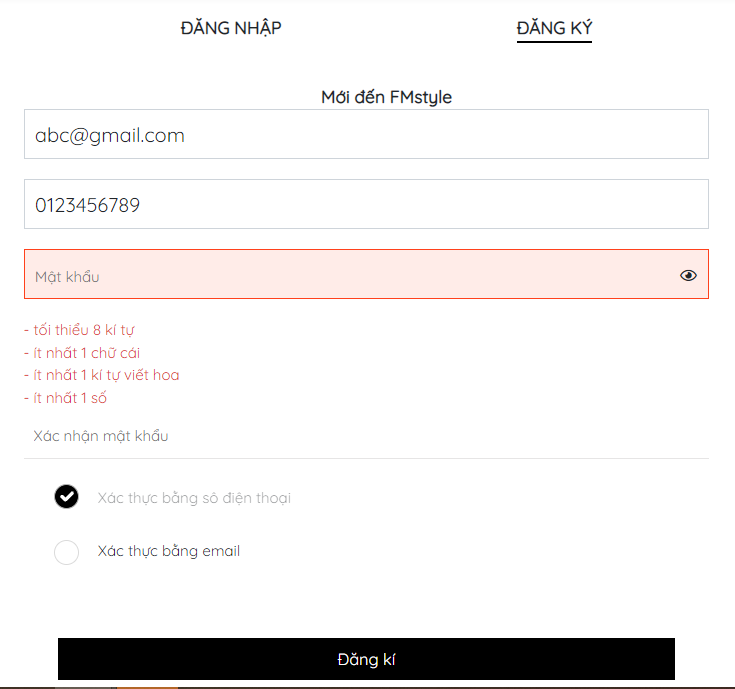 ĐĂNG NHẬP ĐĂNG KÝ
Mới đến FMstyle
abc@gmail.com
0123456789
Mật khẩu
- tối thiểu 8 kí tự
- ít nhất 1 chữ cái
- ít nhất 1 kí tự viết hoa
- ít nhất 1 số
Xác nhận mật khẩu
Xác thực bằng số điện thoại
Xác thực bằng email
Đăng kí